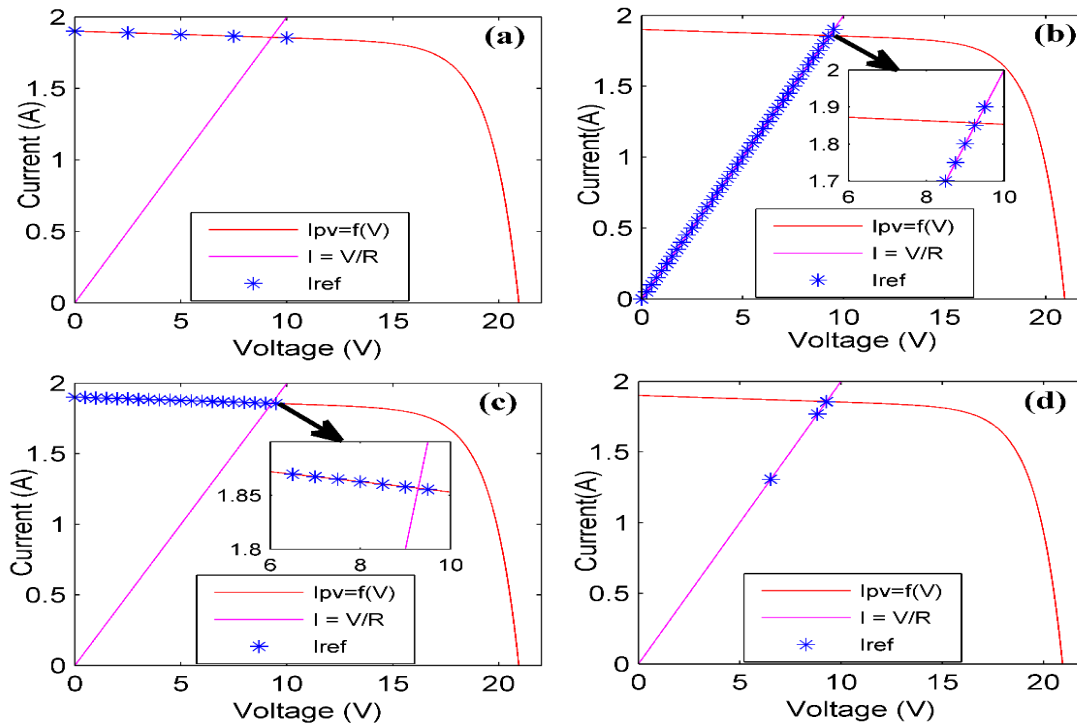 (a)
Current (A)
2
1.5
1
0.5
0
0 5 10 15 20
Voltage (V)
Ipv=f(V)
I = V/R
Iref
(b)
Current(A)
2
1.5
1
0.5
0
0 5 10 15 20
Voltage (V)
2
1.9
1.8
1.7
6 8 10
Ipv=f(V)
I = V/R
Iref
(c)
Current (A)
2
1.5
1
0.5
0
0 5 10 15 20
Voltage (V)
1.85
1.8
6 8 10
Ipv=f(V)
I = V/R
Iref
(d)
Current(A)
2
1.5
1
0.5
0
0 5 10 15 20
Voltage (V)
Ipv=f(V)
I = V/R
Iref